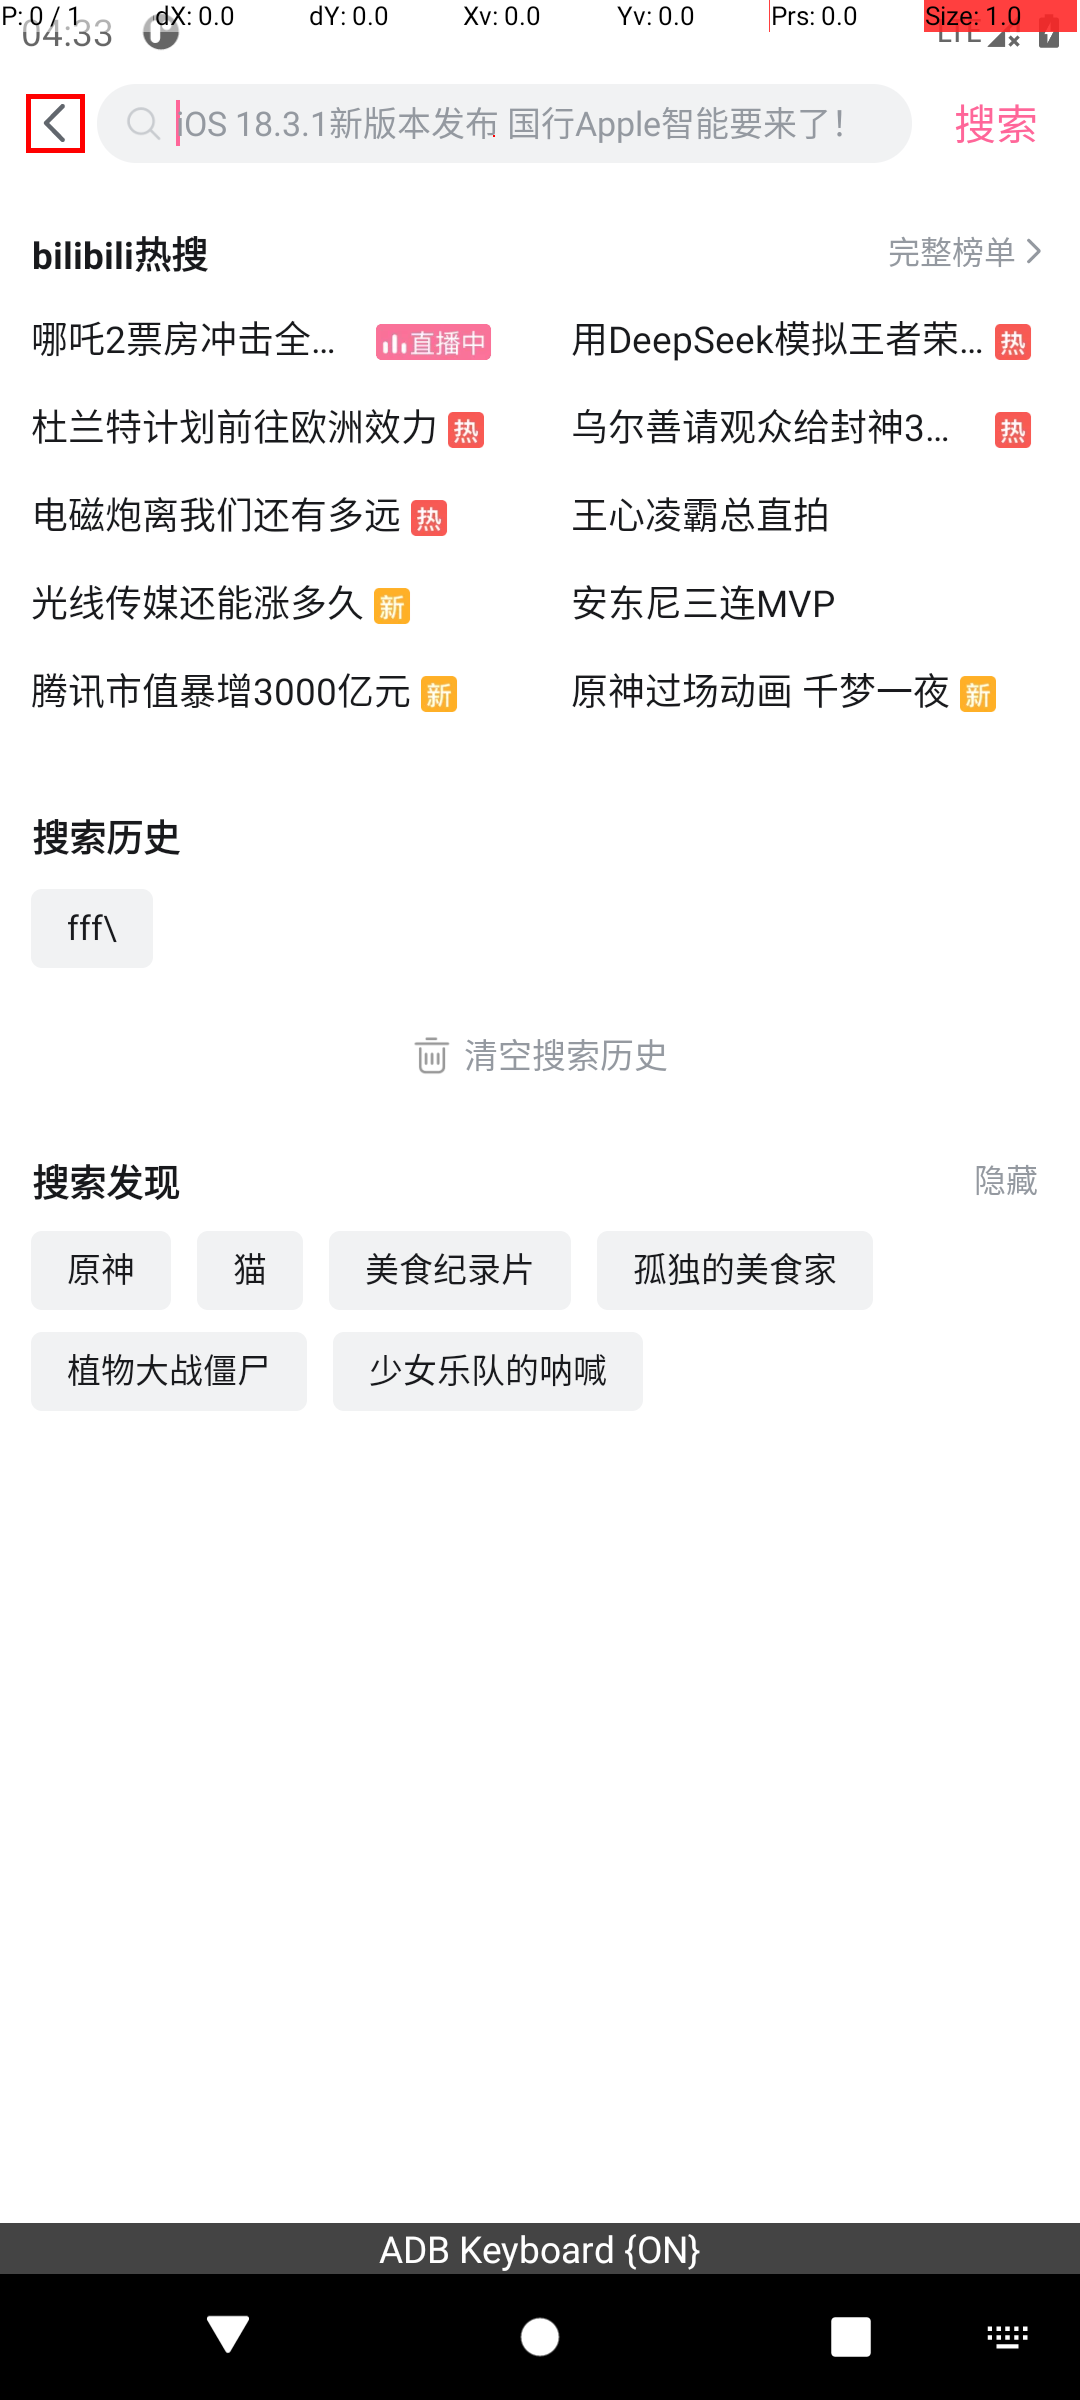 P: 0 / 1 dX: 0.0 dY: 0.0 Xv: 0.0 Yv: 0.0 Prs: 0.0 Size: 1.0
04:33 LTE
iOS 18.3.1新版本发布 国行Apple智能要来了! 搜索
bilibili热搜 完整榜单
哪吒2票房冲击全... 直播中 用DeepSeek模拟王者荣... 热
杜兰特计划前往欧洲效力 热 乌尔善请观众给封神3... 热
电磁炮离我们还有多远 热 王心凌霸总直拍
光线传媒还能涨多久 新 安东尼三连MVP
腾讯市值暴增3000亿元 新 原神过场动画 千梦一夜 新
搜索历史
fff\
清空搜索历史
搜索发现 隐藏
原神 猫 美食纪录片 孤独的美食家
植物大战僵尸 少女乐队的呐喊
ADB Keyboard {ON}